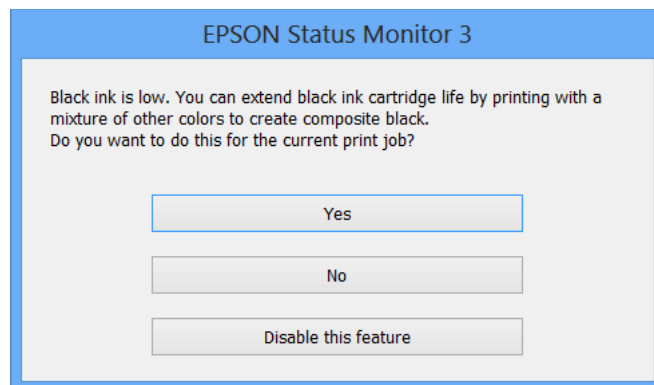 EPSON Status Monitor 3
Black ink is low. You can extend black ink cartridge life by printing with a
mixture of other colors to create composite black.
Do you want to do this for the current print job?
Yes
No
Disable this feature